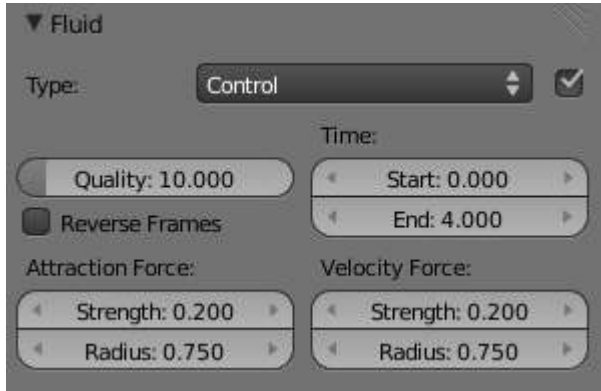 Fluid
Type: Control
Time:
Quality: 10.000 Start: 0.000
Reverse Frames End: 4.000
Attraction Force: Velocity Force:
Strength: 0.200 Strength: 0.200
Radius: 0.750 Radius: 0.750